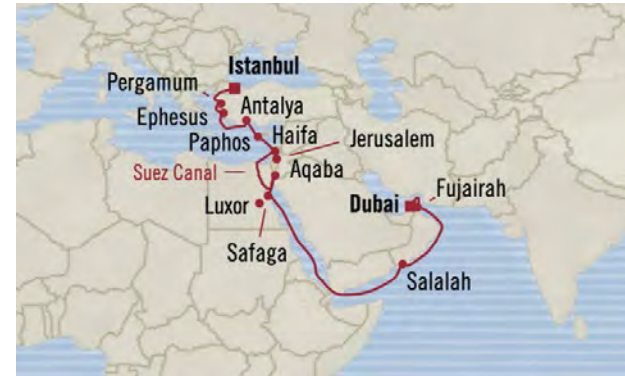 Istanbul
Pergamum
Antalya
Ephesus
Haifa
Paphos
Jerusalem
Suez Canal
Aqaba
Fujairah
Dubai
Luxor
Safaga
Salalah